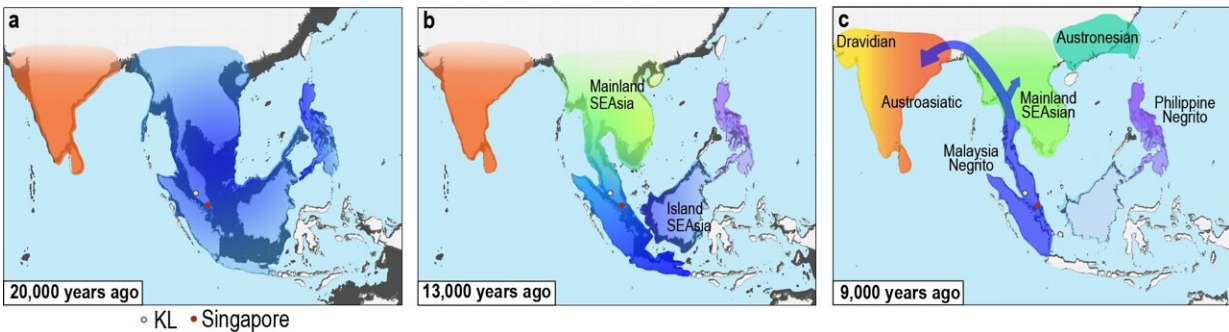 a
20,000 years ago
KL
Singapore
b
Mainland
SEAsia
Island
SEAsia
13,000 years ago
c
Dravidian
Austronesian
Austroasiatic
Mainland
SEAsian
Philippine
Negrito
Malaysia
Negrito
9,000 years ago